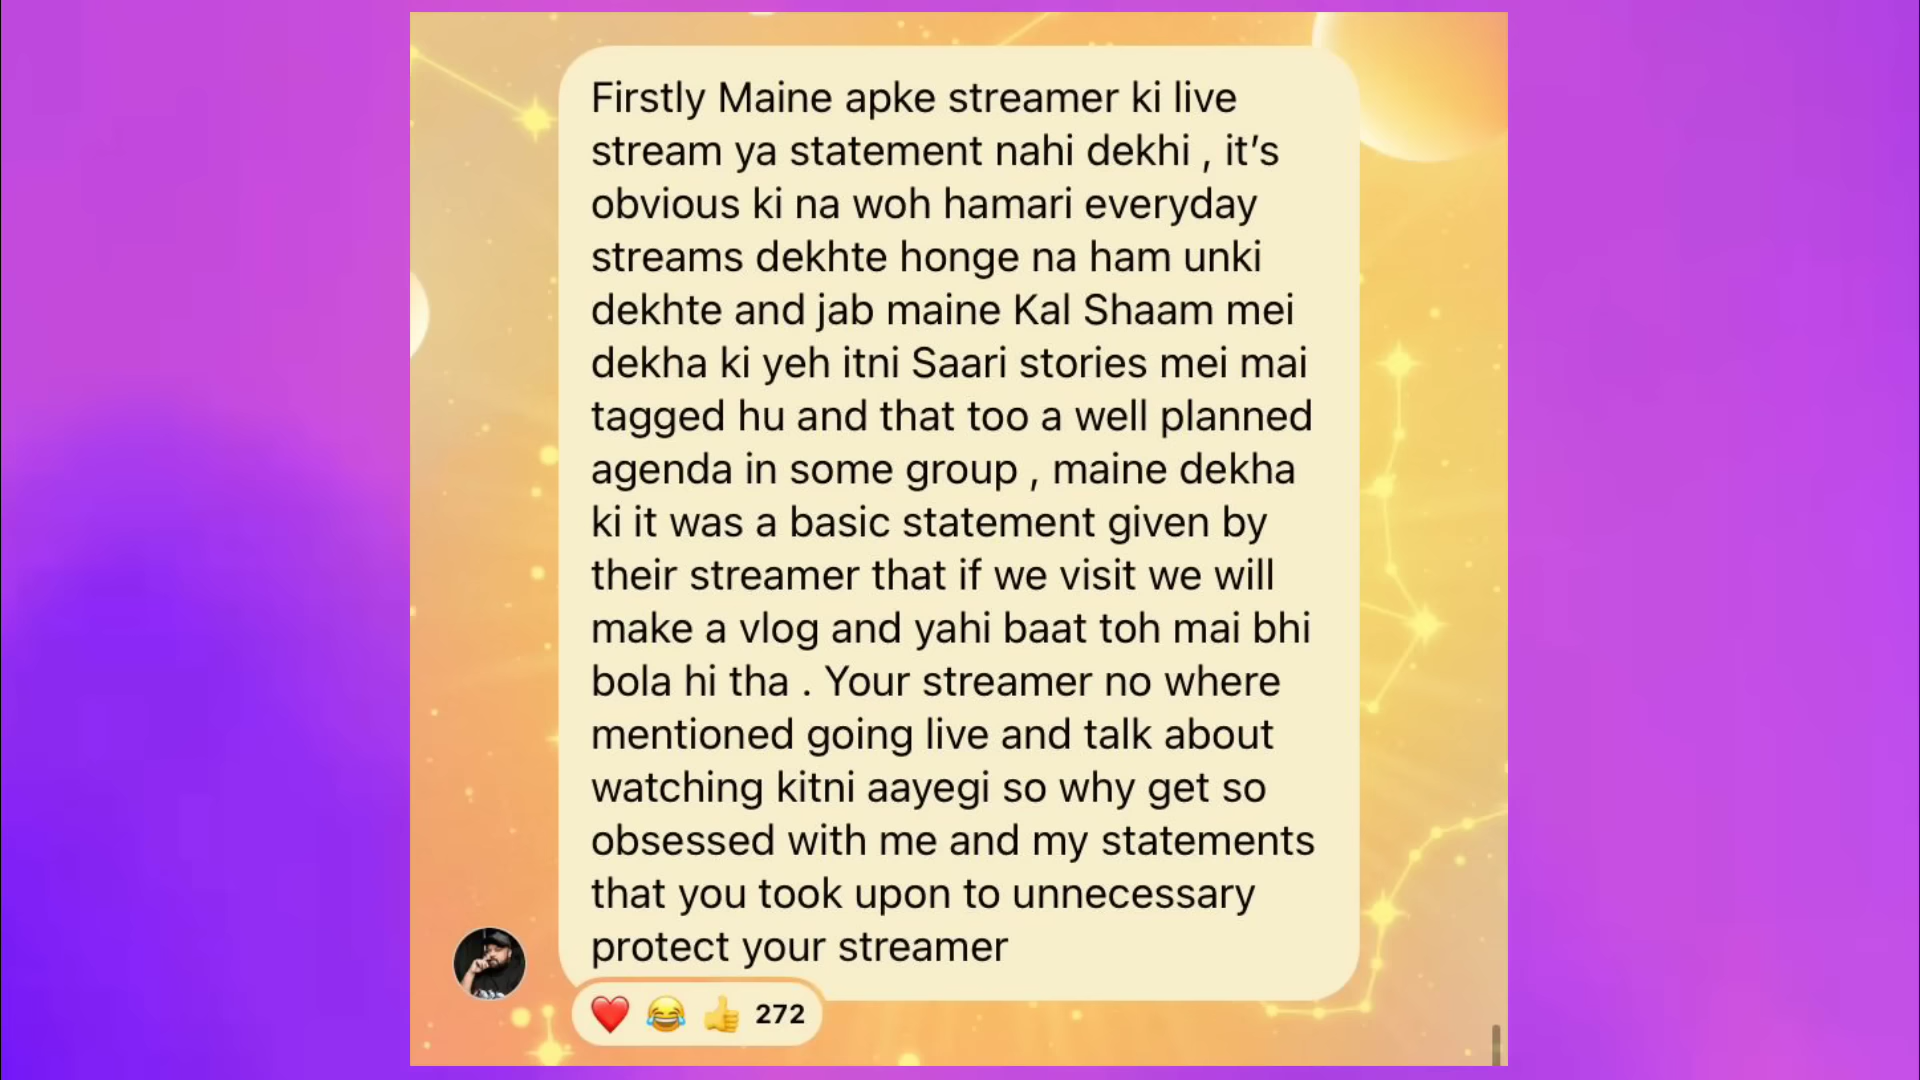 Firstly Maine apke streamer ki live
stream ya statement nahi dekhi , it’s
obvious ki na woh hamari everyday
streams dekhte honge na ham unki
dekhte and jab maine Kal Shaam mei
dekha ki yeh itni Saari stories mei mai
tagged hu and that too a well planned
agenda in some group , maine dekha
ki it was a basic statement given by
their streamer that if we visit we will
make a vlog and yahi baat toh mai bhi
bola hi tha . Your streamer no where
mentioned going live and talk about
watching kitni aayegi so why get so
obsessed with me and my statements
that you took upon to unnecessary
protect your streamer
❤️ 😂 👍 272